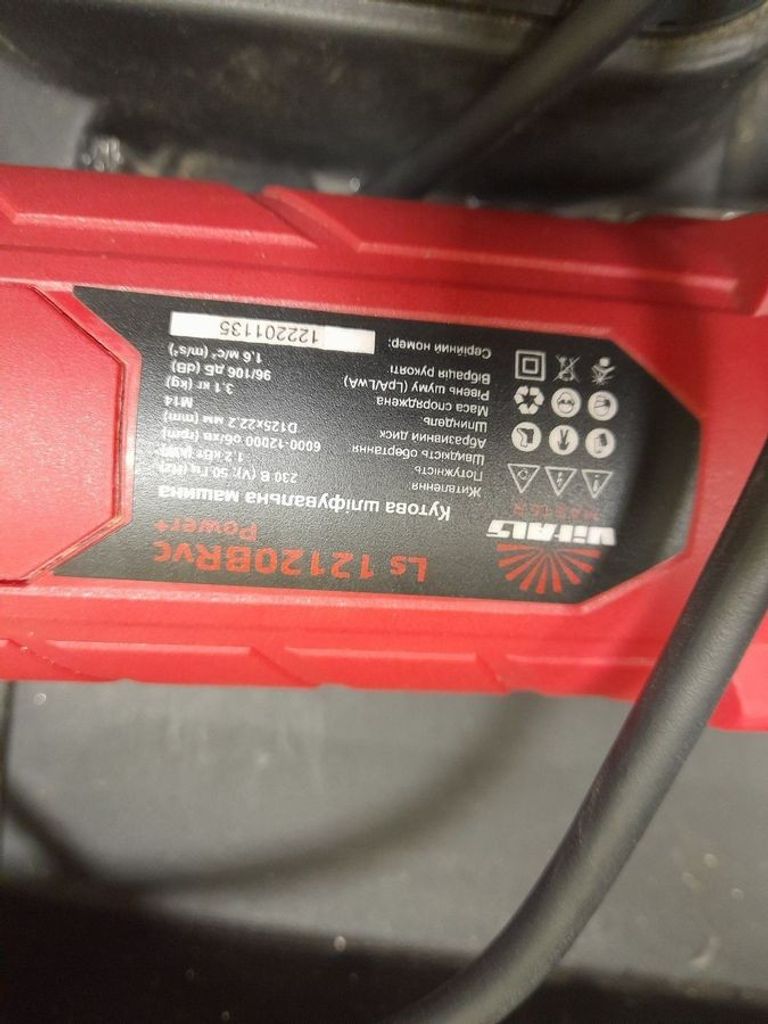 Vitals
MASTER
Ls 12120BRvc
Power+
Кутова шліфувальна машина
Живлення 230 В (V); 50 Гц (Hz)
Потужність 1.2 кВт (kW)
Швидкість обертання 6000-12000 об/хв (rpm)
Абразивний диск D125x22.2 мм (mm)
Шпиндель M14
Маса споряджена 3.1 кг (kg)
Рівень шуму (LpA/LwA) 96/106 дБ (dB)
Вібрація рукояті 1.6 м/с² (m/s²)
Серійний номер: 122201135